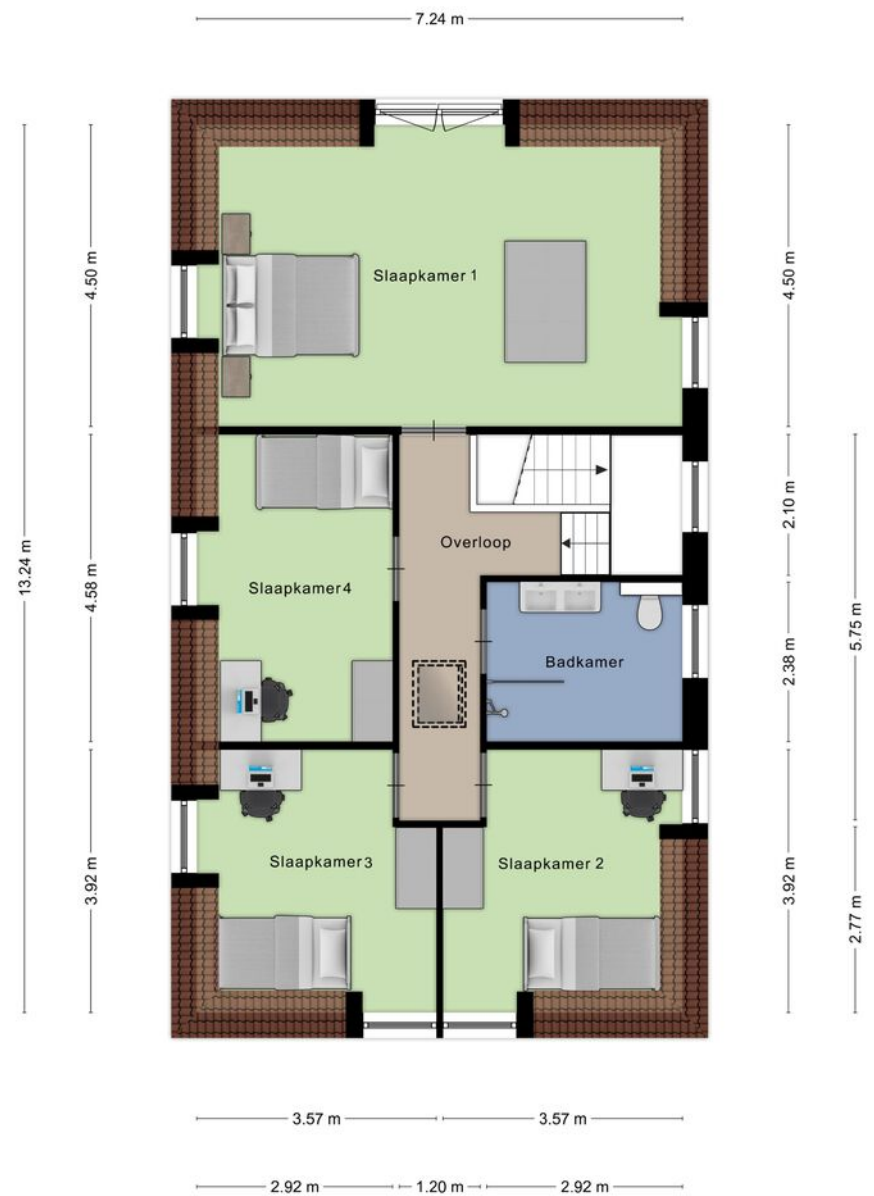 7.24 m
4.50 m
4.50 m
Slaapkamer 1
13.24 m
4.58 m
2.10 m
Overloop
Slaapkamer 4
5.75 m
2.38 m
Badkamer
3.92 m
3.92 m
Slaapkamer 3
Slaapkamer 2
2.77 m
3.57 m
3.57 m
2.92 m
1.20 m
2.92 m